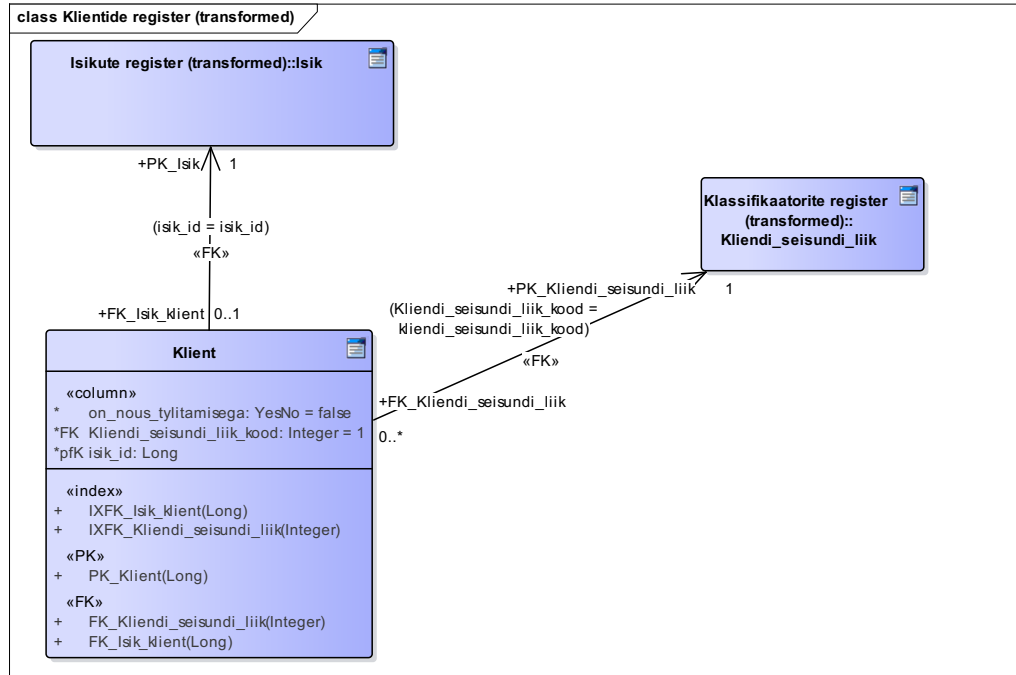 class Klientide register (transformed)
Isikute register (transformed)::Isik
+PK_Isik
1
(isik_id = isik_id)
«FK»
+FK_Isik_klient
0..1
Klassifikaatorite register
(transformed)::
Kliendi_seisundi_liik
+PK_Kliendi_seisundi_liik
1
(Kliendi_seisundi_liik_kood =
kliendi_seisundi_liik_kood)
«FK»
+FK_Kliendi_seisundi_liik
0..*
Klient
«column»
* on_nous_tylitamisega: YesNo = false
*FK Kliendi_seisundi_liik_kood: Integer = 1
*pfK isik_id: Long
«index»
+ IXFK_Isik_klient(Long)
+ IXFK_Kliendi_seisundi_liik(Integer)
«PK»
+ PK_Klient(Long)
«FK»
+ FK_Kliendi_seisundi_liik(Integer)
+ FK_Isik_klient(Long)